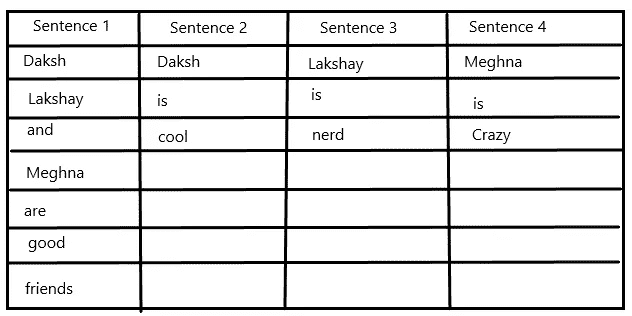 Sentence 1 Sentence 2 Sentence 3 Sentence 4
Daksh Daksh Lakshay Meghna
Lakshay is is is
and cool nerd Crazy
Meghna
are
good
friends